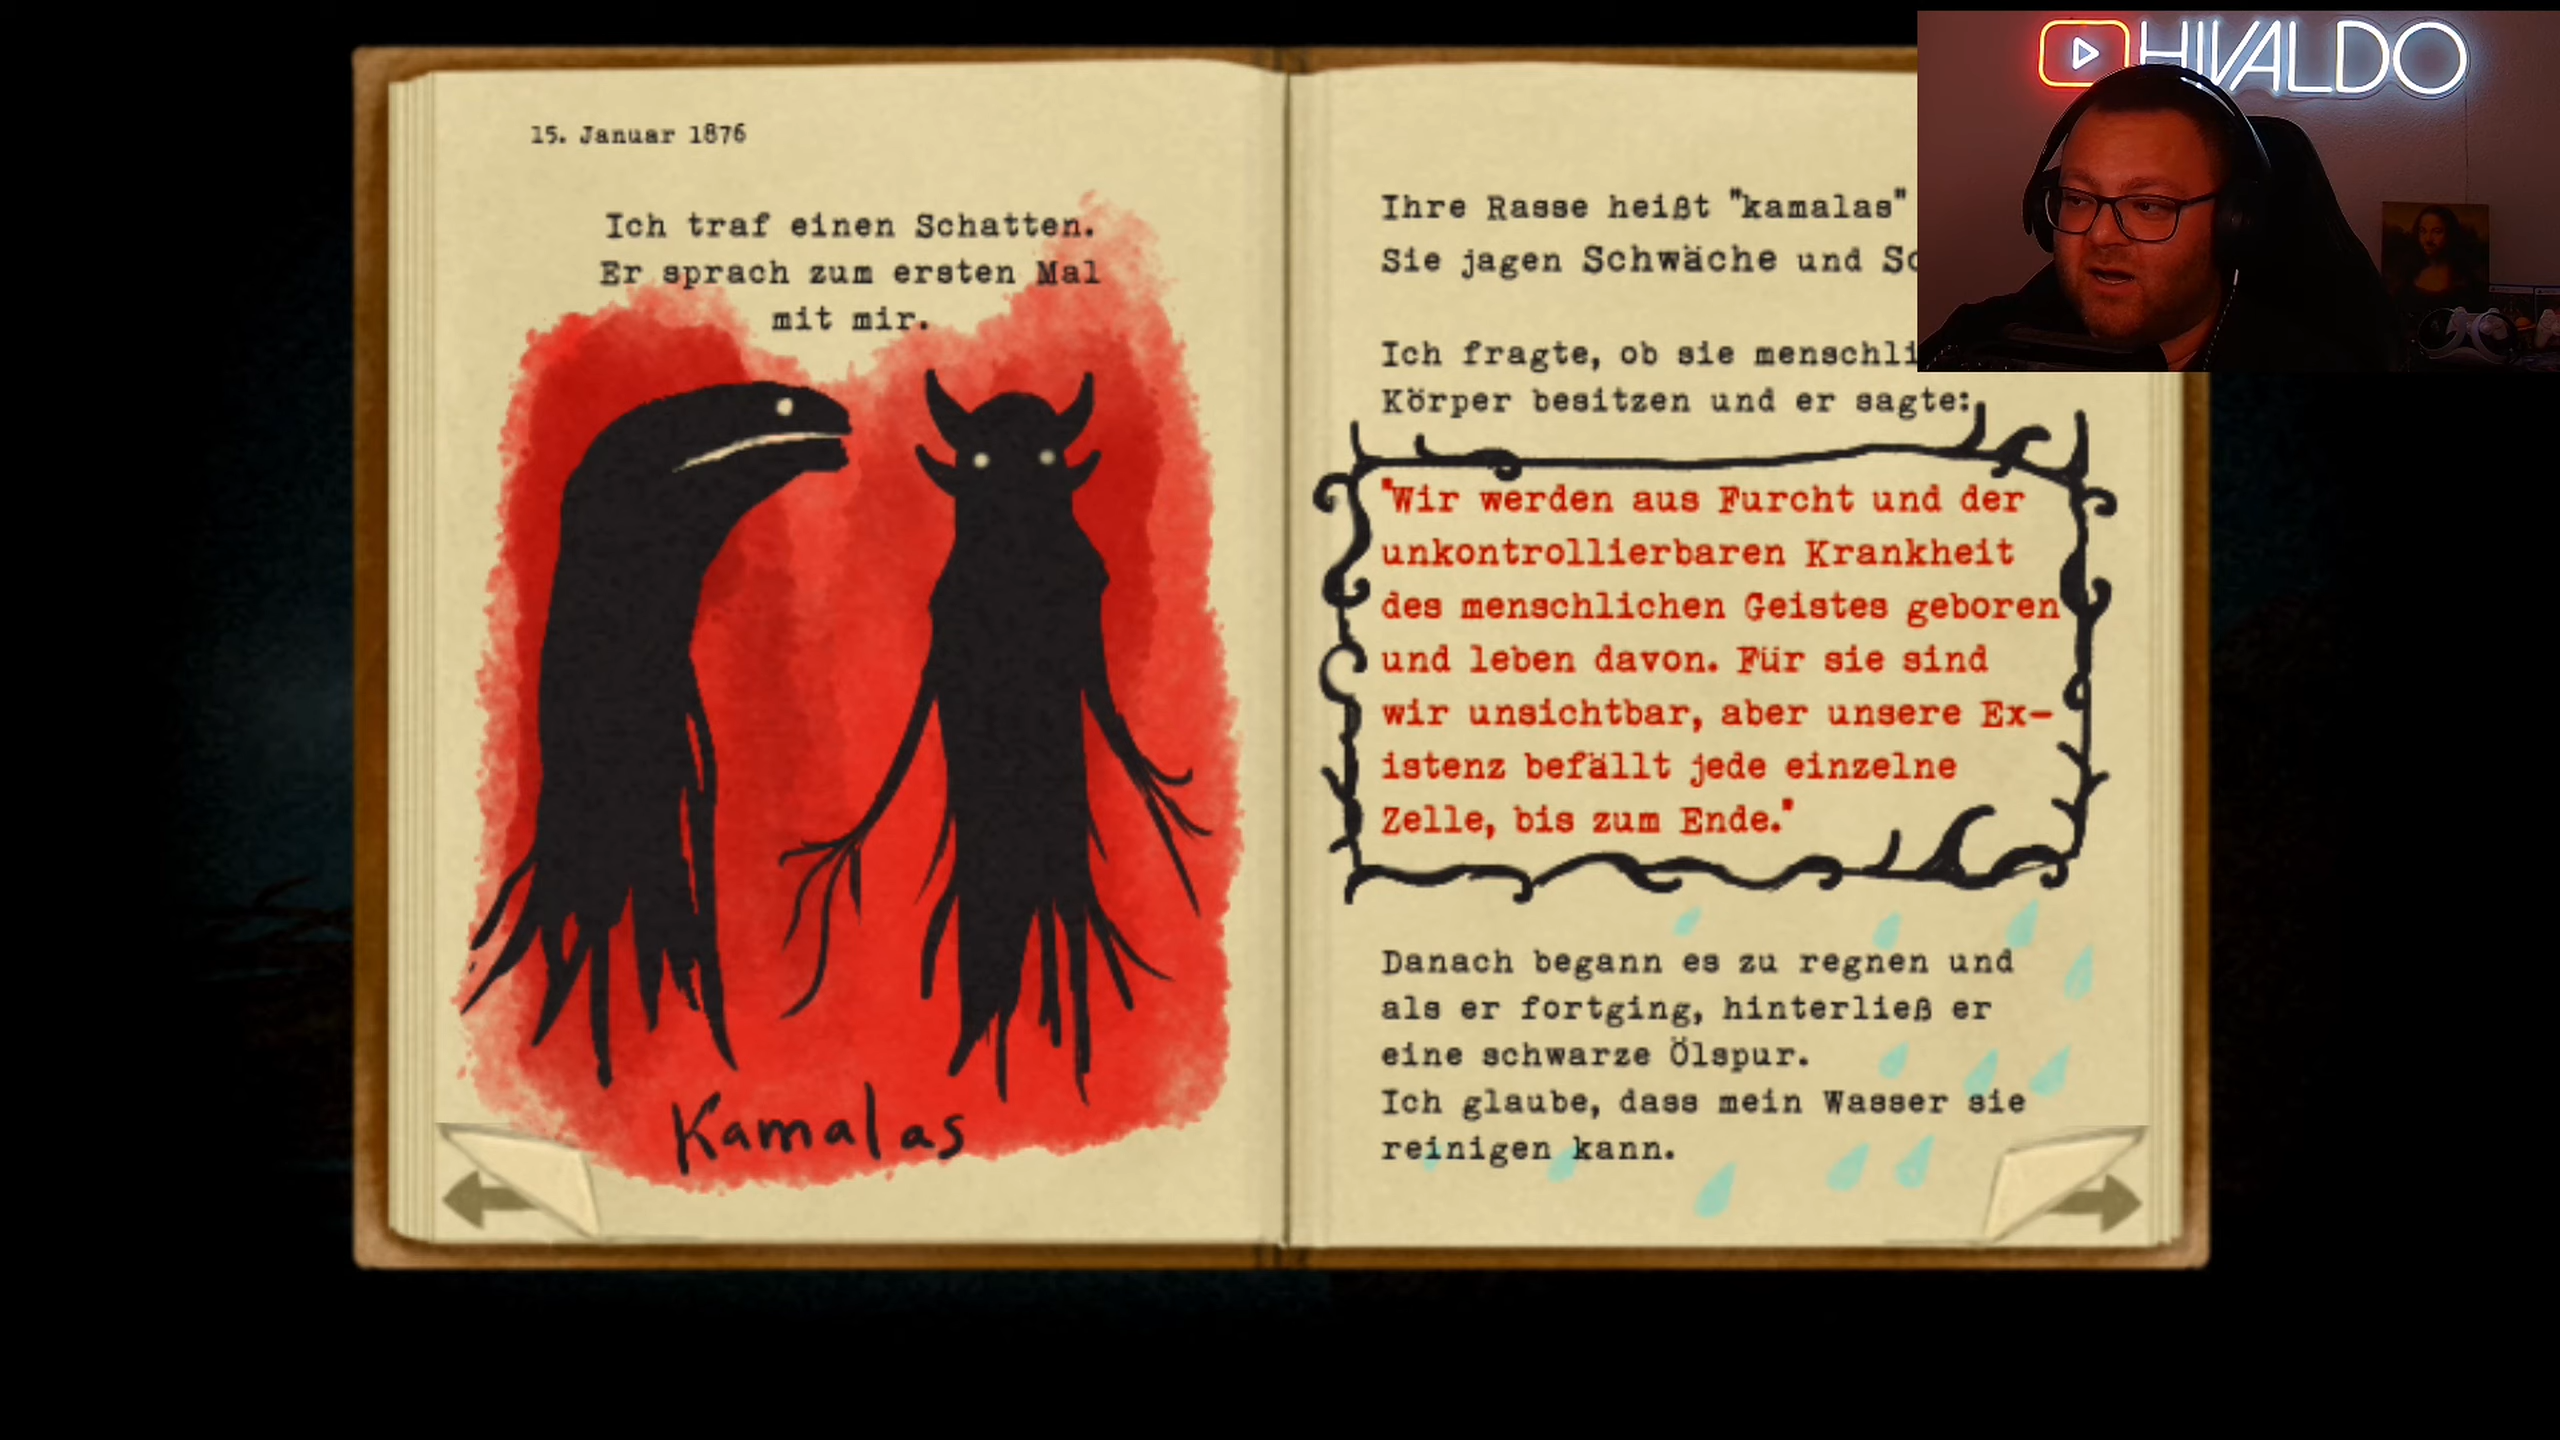 15. Januar 1876
Ich traf einen Schatten.
Er sprach zum ersten Mal
mit mir.
Kamalas
Ihre Rasse heißt "kamalas"
Sie jagen Schwäche und
Ich fragte, ob sie
Körper besitzen und er sagte:
"Wir werden aus Furcht und der
unkontrollierbaren Krankheit
des menschlichen Geistes geboren
und leben davon. Für sie sind
wir unsichtbar, aber unsere Ex-
istenz befällt jede einzelne
Zelle, bis zum Ende."
Danach begann es zu regnen und
als er fortging, hinterließ er
eine schwarze Ölspur.
Ich glaube, dass mein Wasser sie
reinigen kann.
HIVALDO